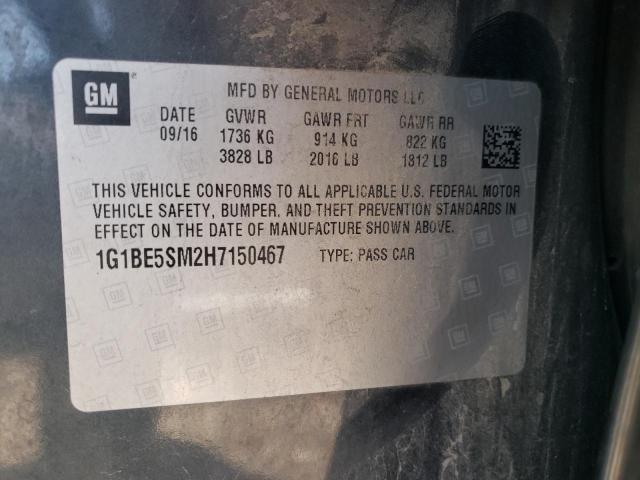 GM
MFD BY GENERAL MOTORS LLC
DATE GVWR GAWR FRT GAWR RR
09/16 1736 KG 914 KG 822 KG
3828 LB 2016 LB 1812 LB
THIS VEHICLE CONFORMS TO ALL APPLICABLE U.S. FEDERAL MOTOR
VEHICLE SAFETY, BUMPER, AND THEFT PREVENTION STANDARDS IN
EFFECT ON THE DATE OF MANUFACTURE SHOWN ABOVE.
1G1BE5SM2H7150467 TYPE: PASS CAR